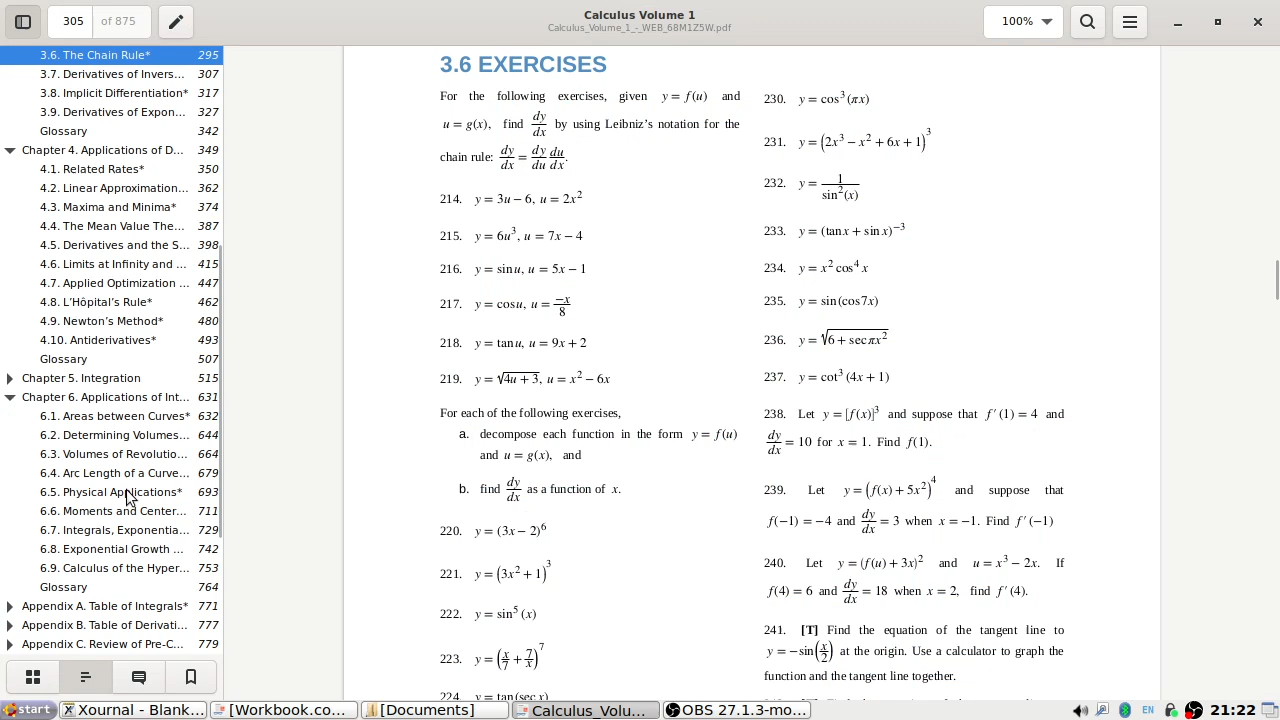 305 of 875
Calculus Volume 1
Calculus_Volume_1_-_WEB_68M1Z5W.pdf
100%
3.6. The Chain Rule* 295
3.7. Derivatives of Invers... 307
3.8. Implicit Differentiation* 317
3.9. Derivatives of Expon... 327
Glossary 342
Chapter 4. Applications of D... 349
4.1. Related Rates* 350
4.2. Linear Approximation... 362
4.3. Maxima and Minima* 374
4.4. The Mean Value The... 387
4.5. Derivatives and the S... 398
4.6. Limits at Infinity and ... 415
4.7. Applied Optimization ... 447
4.8. L’Hôpital’s Rule* 462
4.9. Newton’s Method* 480
4.10. Antiderivatives* 493
Glossary 507
Chapter 5. Integration 515
Chapter 6. Applications of Int... 631
6.1. Areas between Curves* 632
6.2. Determining Volumes... 644
6.3. Volumes of Revolutio... 664
6.4. Arc Length of a Curve... 679
6.5. Physical Applications* 693
6.6. Moments and Center... 711
6.7. Integrals, Exponentia... 729
6.8. Exponential Growth ... 742
6.9. Calculus of the Hyper... 753
Glossary 764
Appendix A. Table of Integrals* 771
Appendix B. Table of Derivati... 777
Appendix C. Review of Pre-C... 779
3.6 EXERCISES
For the following exercises, given y = f(u) and
u = g(x), find dy/dx by using Leibniz’s notation for the
chain rule: dy/dx = dy/du du/dx.
214. y = 3u − 6, u = 2x²
215. y = 6u³, u = 7x − 4
216. y = sin u, u = 5x − 1
217. y = cos u, u = −x/8
218. y = tan u, u = 9x + 2
219. y = √(4u + 3), u = x² − 6x
For each of the following exercises,
a. decompose each function in the form y = f(u)
and u = g(x), and
b. find dy/dx as a function of x.
220. y = (3x − 2)⁶
221. y = (3x² + 1)³
222. y = sin⁵(x)
223. y = (x/7 + 7/x)⁷
224. y = tan(sec x)
230. y = cos³(πx)
231. y = (2x³ − x² + 6x + 1)³
232. y = 1/sin²(x)
233. y = (tan x + sin x)⁻³
234. y = x² cos⁴ x
235. y = sin(cos 7x)
236. y = √(6 + sec πx²)
237. y = cot³(4x + 1)
238. Let y = [f(x)]³ and suppose that f′(1) = 4 and
dy/dx = 10 for x = 1. Find f(1).
239. Let y = (f(x) + 5x²)⁴ and suppose that
f(−1) = −4 and dy/dx = 3 when x = −1. Find f′(−1)
240. Let y = (f(u) + 3x)² and u = x³ − 2x. If
f(4) = 6 and dy/dx = 18 when x = 2, find f′(4).
241. [T] Find the equation of the tangent line to
y = −sin(x/2) at the origin. Use a calculator to graph the
function and the tangent line together.
start
Xournal - Blank...
[Workbook.co...
[Documents]
Calculus_Volu...
OBS 27.1.3-mo...
EN
21:22